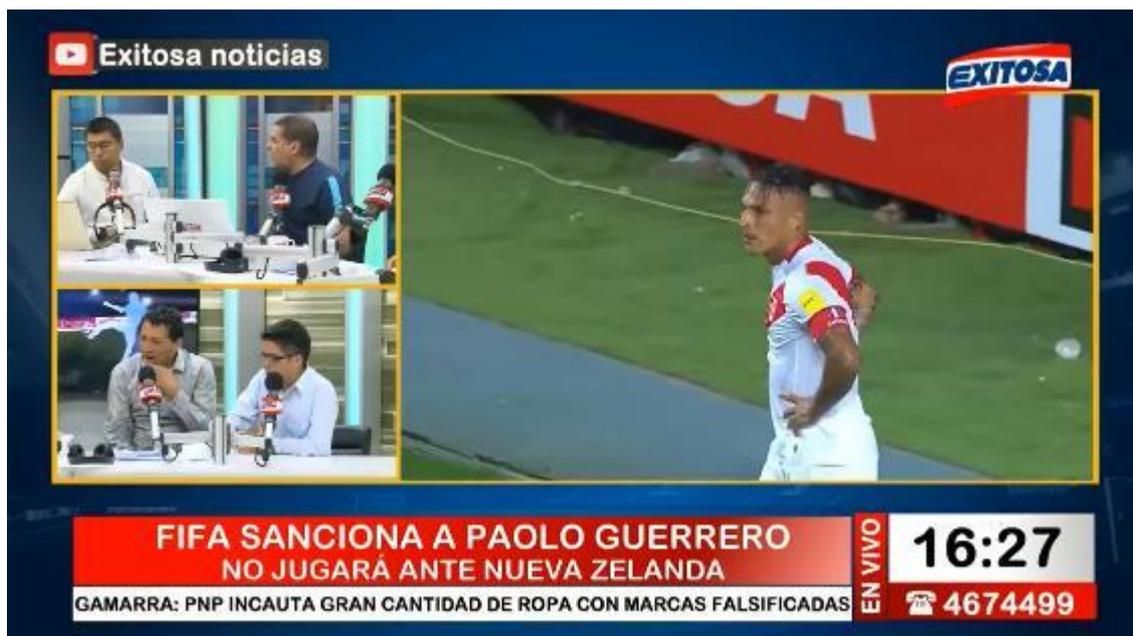 Exitosa noticias
EXITOSA
FIFA SANCIONA A PAOLO GUERRERO
NO JUGARÁ ANTE NUEVA ZELANDA
GAMARRA: PNP INCAUTA GRAN CANTIDAD DE ROPA CON MARCAS FALSIFICADAS
EN VIVO
16:27
☎ 4674499